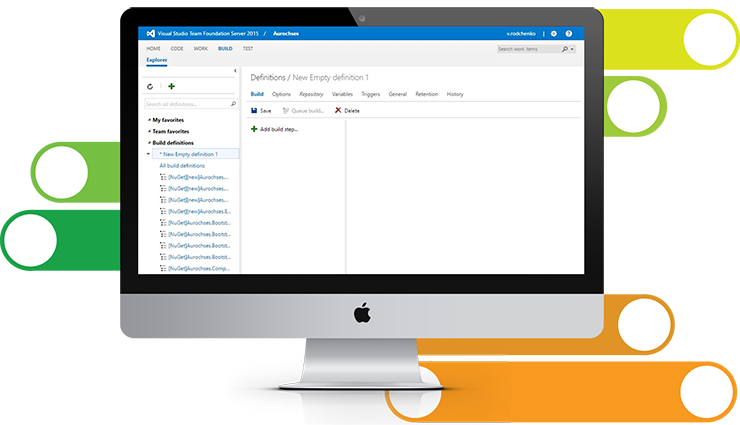 Visual Studio Team Foundation Server 2015 / Aurochses
v.rodchenko | ?
HOME CODE WORK BUILD TEST
Search work items
Explorer
Definitions / New Empty definition 1
Build Options Repository Variables Triggers General Retention History
Search all definitions...
Save Queue build... Delete
My favorites
Team favorites
Build definitions
* New Empty definition 1
All build definitions
[NuGet][new]Aurochses....
[NuGet][new]Aurochses....
[NuGet][new]Aurochses....
[NuGet][new]Aurochses.E...
[NuGet]Aurochses.Bootst...
[NuGet]Aurochses.Bootst...
[NuGet]Aurochses.Bootst...
[NuGet]Aurochses.Bootst...
[NuGet]Aurochses.Comp...
Add build step...